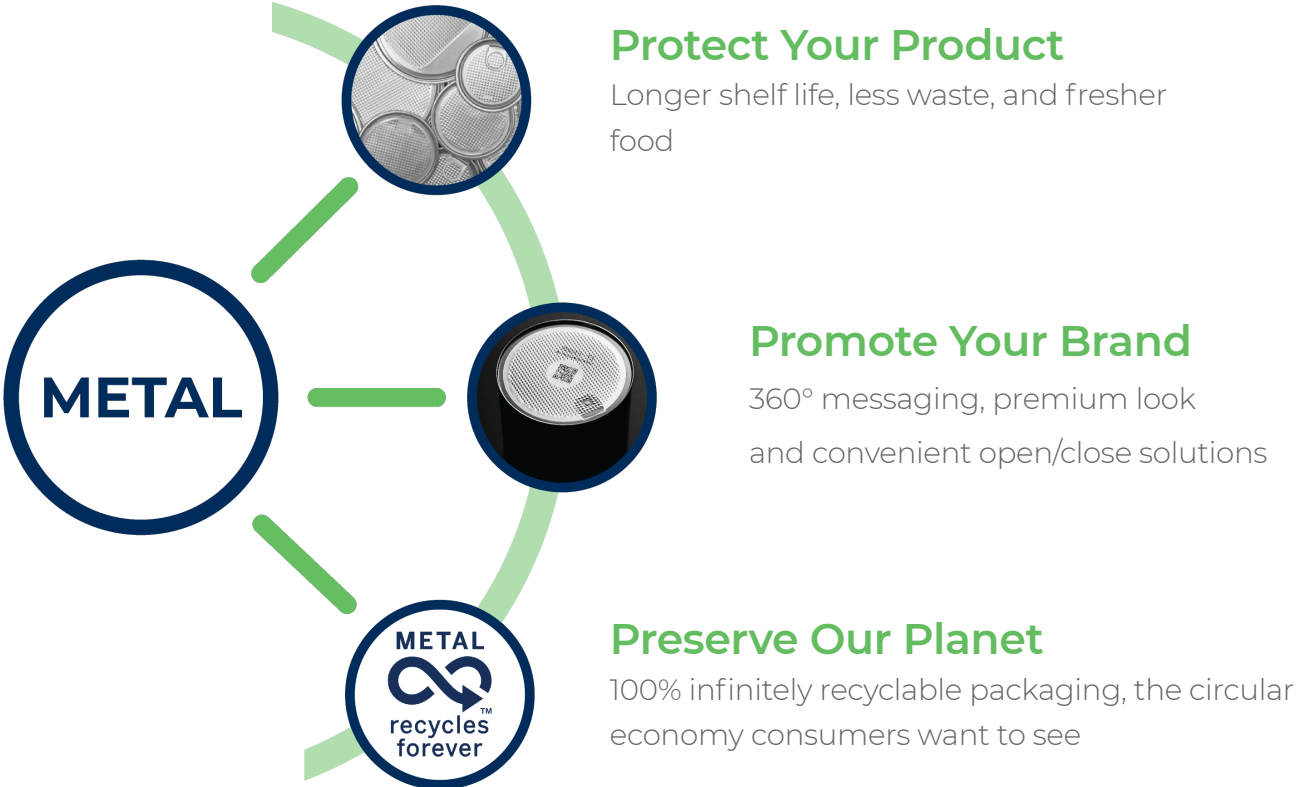 Protect Your Product
Longer shelf life, less waste, and fresher
food
METAL
Promote Your Brand
360° messaging, premium look
and convenient open/close solutions
METAL
™
recycles
forever
Preserve Our Planet
100% infinitely recyclable packaging, the circular
economy consumers want to see